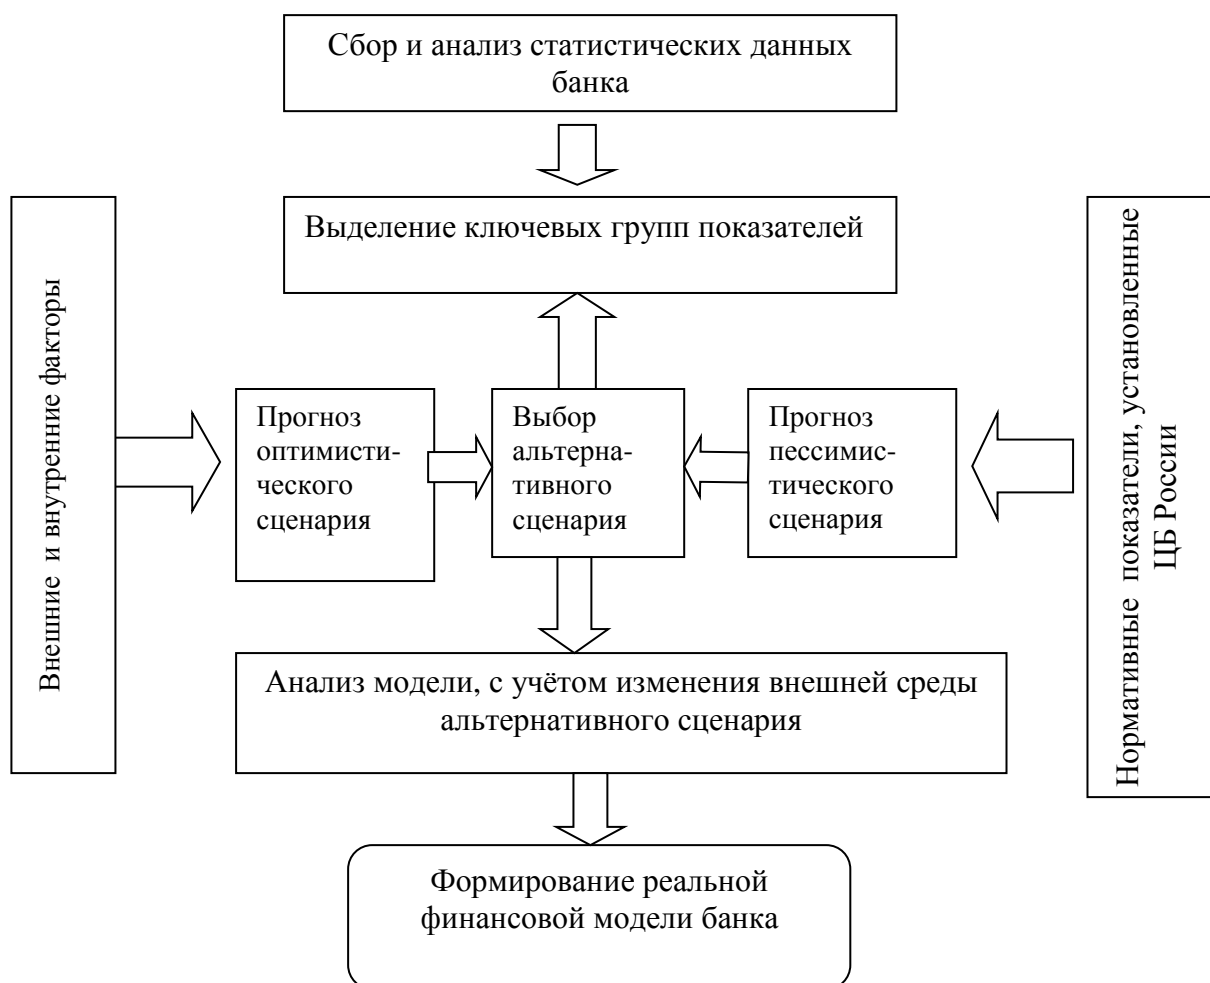 Сбор и анализ статистических данных
банка
Выделение ключевых групп показателей
Внешние и внутренние факторы
Прогноз
оптимисти-
ческого
сценария
Выбор
альтерна-
тивного
сценария
Прогноз
пессимис-
тического
сценария
Нормативные показатели, установленные
ЦБ России
Анализ модели, с учётом изменения внешней среды
альтернативного сценария
Формирование реальной
финансовой модели банка